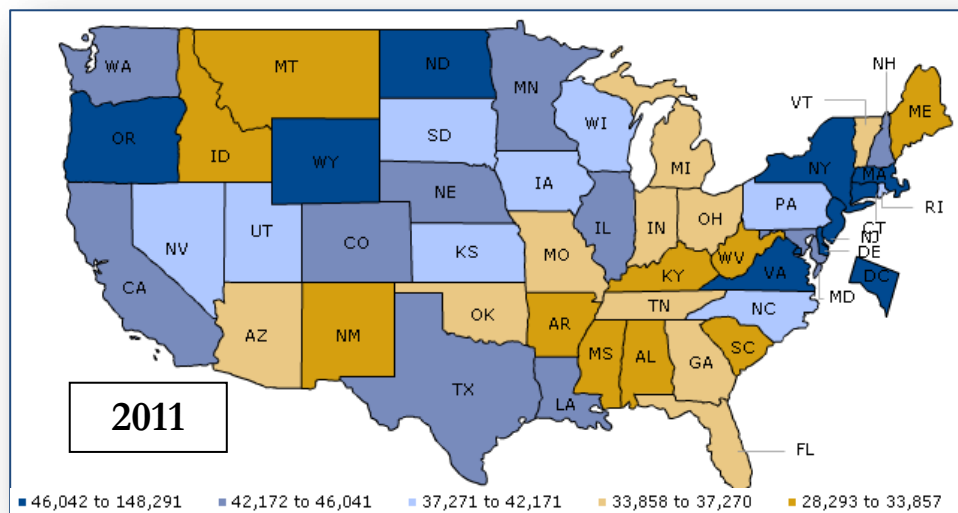 NH
WA
MT
ND
MN
VT
ME
OR
ID
SD
WI
NY
MA
WY
MI
RI
IA
PA
NE
CT
NV
UT
CO
IL
IN
OH
NJ
DE
KS
MO
WV
VA
DC
CA
KY
MD
TN
NC
AZ
NM
OK
AR
SC
MS
AL
GA
TX
LA
2011
FL
46,042 to 148,291
42,172 to 46,041
37,271 to 42,171
33,858 to 37,270
28,293 to 33,857